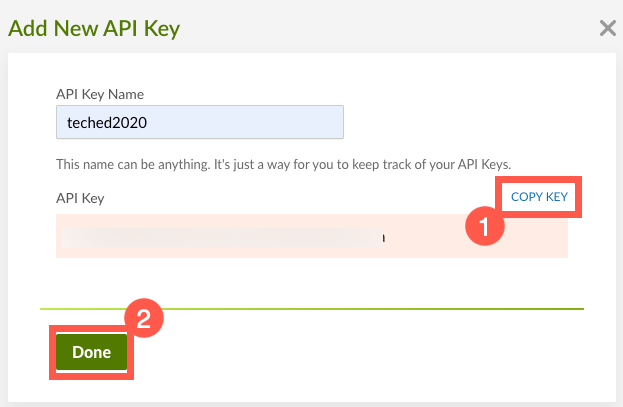 Add New API Key
API Key Name
teched2020
This name can be anything. It's just a way for you to keep track of your API Keys.
COPY KEY
API Key
1
2
Done